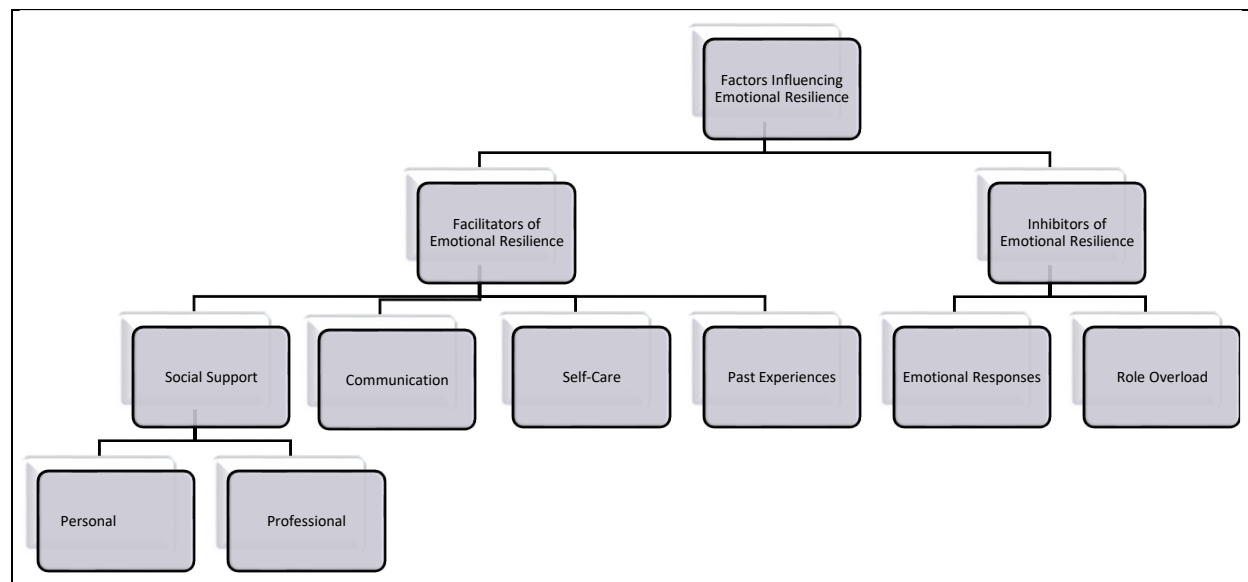 Factors Influencing
Emotional Resilience
Facilitators of
Emotional Resilience
Inhibitors of
Emotional Resilience
Social Support
Communication
Self-Care
Past Experiences
Emotional Responses
Role Overload
Personal
Professional